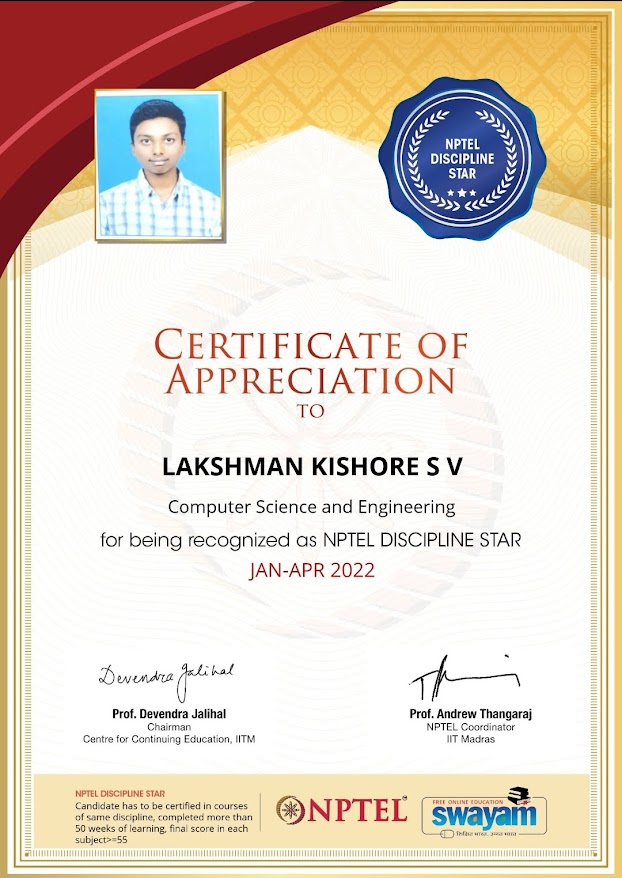 NPTEL
DISCIPLINE
STAR
CERTIFICATE OF
APPRECIATION
TO
LAKSHMAN KISHORE S V
Computer Science and Engineering
for being recognized as NPTEL DISCIPLINE STAR
JAN-APR 2022
Devendra Jalihal
Prof. Devendra Jalihal
Chairman
Centre for Continuing Education, IITM
Prof. Andrew Thangaraj
NPTEL Coordinator
IIT Madras
NPTEL DISCIPLINE STAR
Candidate has to be certified in courses
of same discipline, completed more than
50 weeks of learning, final score in each
subject>=55
NPTEL
FREE ONLINE EDUCATION
swayam
शिक्षित भारत, उन्नत भारत